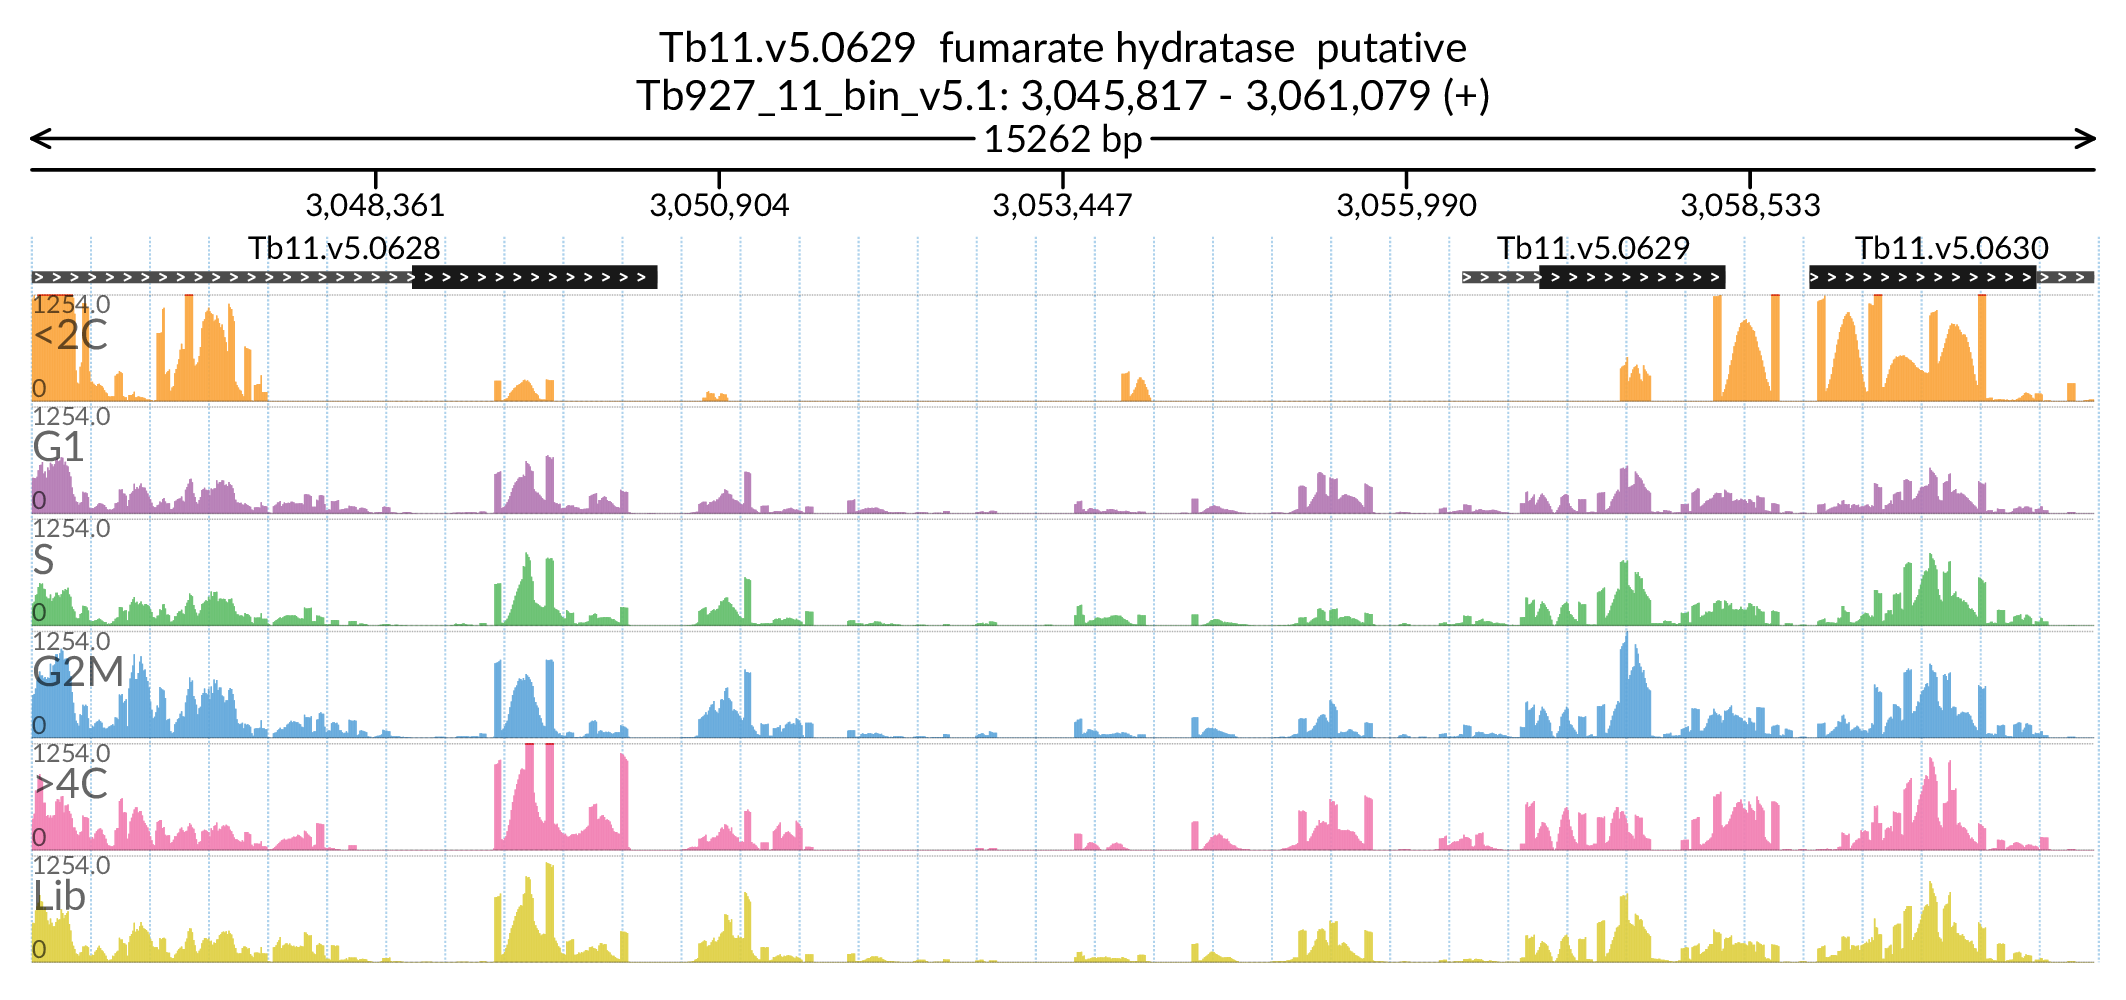 Tb11.v5.0629  fumarate hydratase  putative
Tb927_11_bin_v5.1: 3,045,817 - 3,061,079 (+)
15262 bp
3,048,361 3,050,904 3,053,447 3,055,990 3,058,533
Tb11.v5.0628 Tb11.v5.0629 Tb11.v5.0630
1254.0
<2C
0
1254.0
G1
0
1254.0
S
0
1254.0
G2M
0
1254.0
>4C
0
1254.0
Lib
0